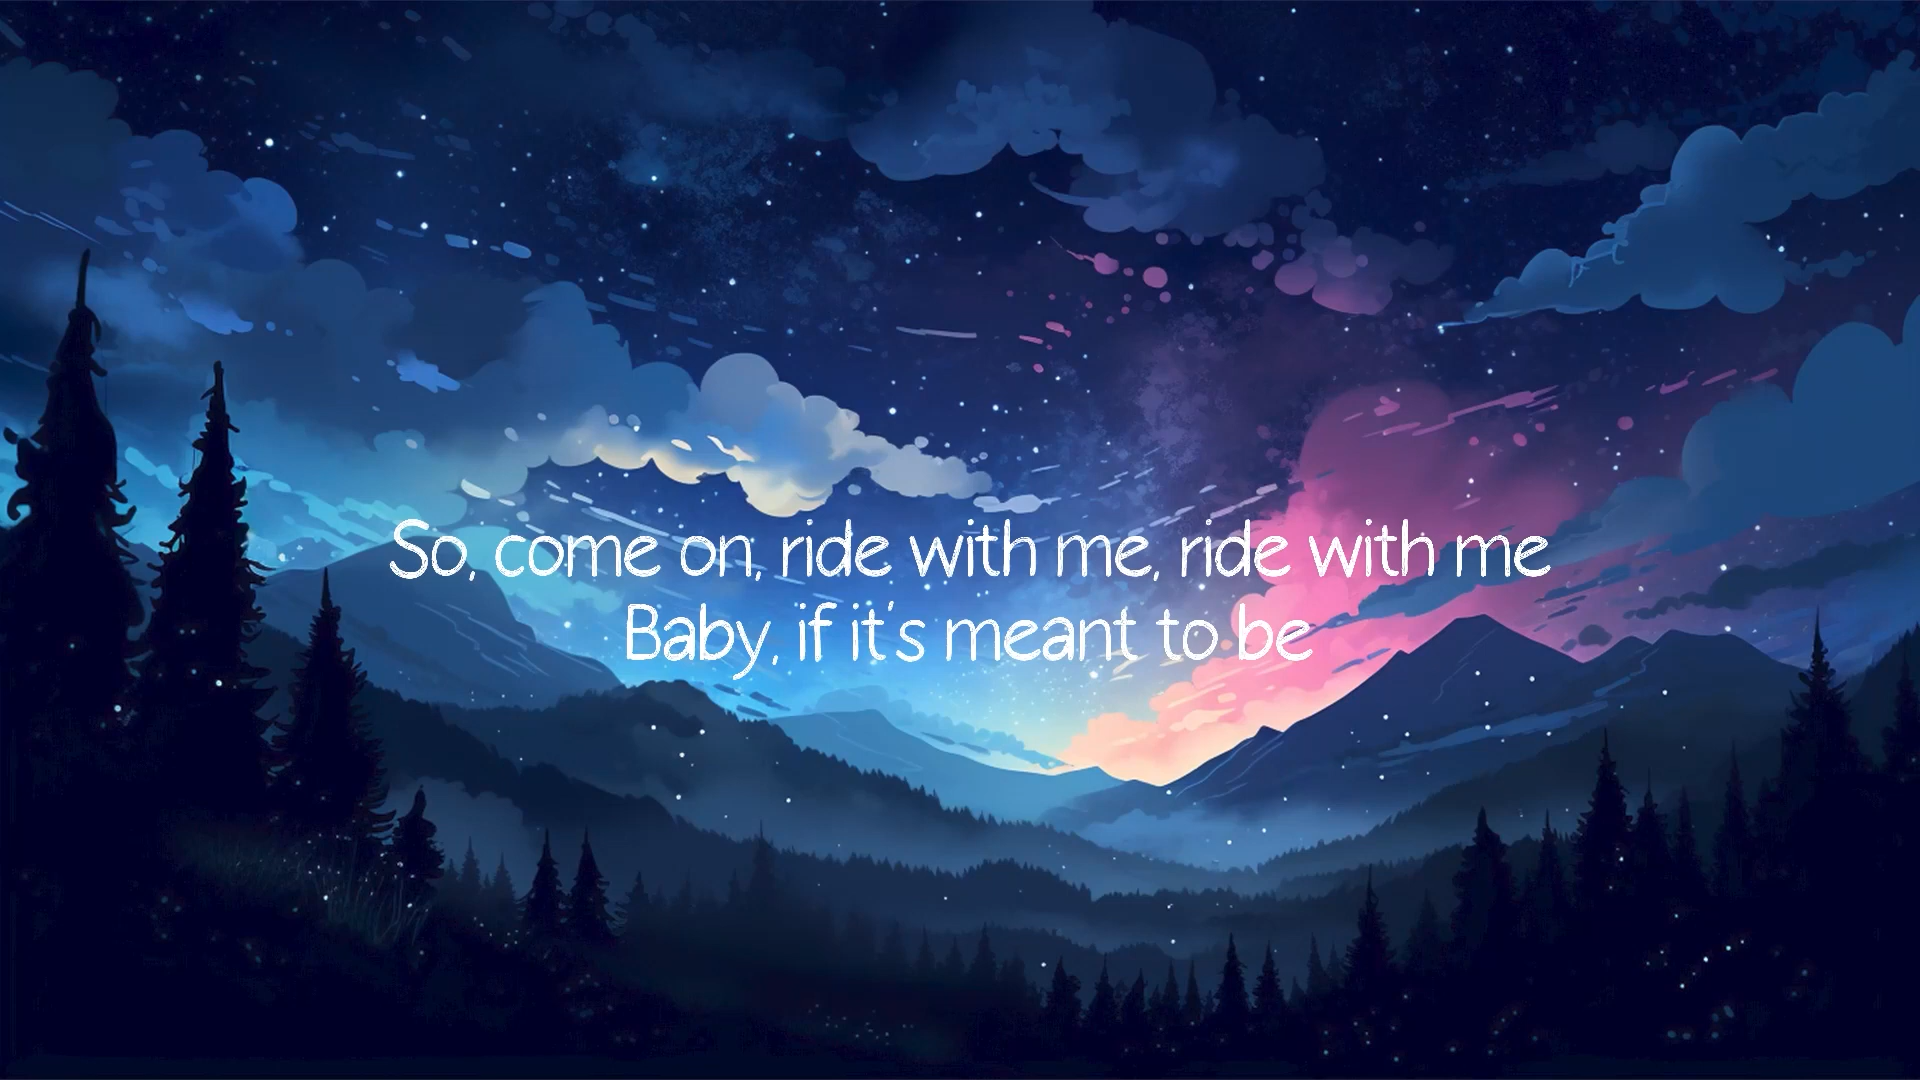 So, come on, ride with me, ride with me
Baby, if it's meant to be